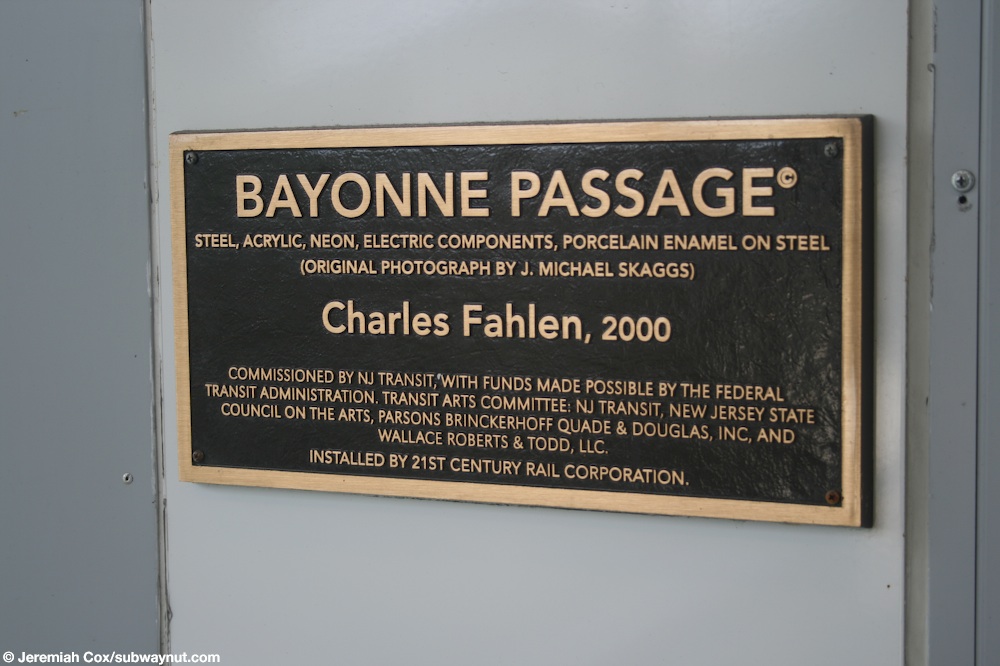 BAYONNE PASSAGE©
STEEL, ACRYLIC, NEON, ELECTRIC COMPONENTS, PORCELAIN ENAMEL ON STEEL
(ORIGINAL PHOTOGRAPH BY J. MICHAEL SKAGGS)
Charles Fahlen, 2000
COMMISSIONED BY NJ TRANSIT, WITH FUNDS MADE POSSIBLE BY THE FEDERAL
TRANSIT ADMINISTRATION. TRANSIT ARTS COMMITTEE: NJ TRANSIT, NEW JERSEY STATE
COUNCIL ON THE ARTS, PARSONS BRINCKERHOFF QUADE & DOUGLAS, INC, AND
WALLACE ROBERTS & TODD, LLC.
INSTALLED BY 21ST CENTURY RAIL CORPORATION.
© Jeremiah Cox/subwaynut.com